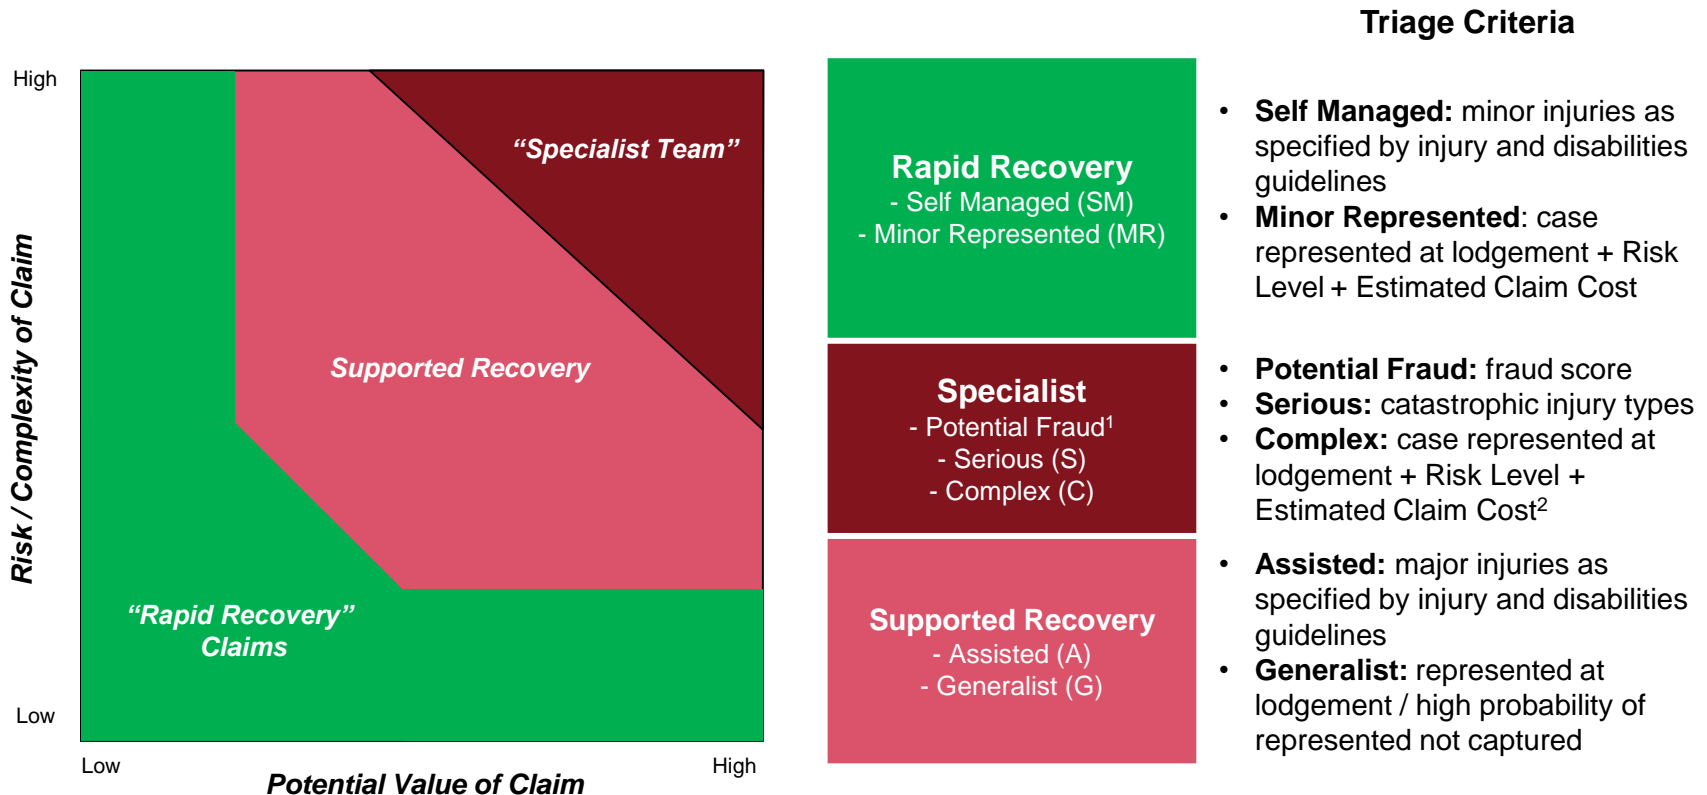 Triage Criteria
High
Risk / Complexity of Claim
Low
Low
High
Potential Value of Claim
“Specialist Team”
Supported Recovery
“Rapid Recovery”
Claims
Rapid Recovery
- Self Managed (SM)
- Minor Represented (MR)
• Self Managed: minor injuries as
specified by injury and disabilities
guidelines
• Minor Represented: case
represented at lodgement + Risk
Level + Estimated Claim Cost
Specialist
- Potential Fraud¹
- Serious (S)
- Complex (C)
• Potential Fraud: fraud score
• Serious: catastrophic injury types
• Complex: case represented at
lodgement + Risk Level +
Estimated Claim Cost²
Supported Recovery
- Assisted (A)
- Generalist (G)
• Assisted: major injuries as
specified by injury and disabilities
guidelines
• Generalist: represented at
lodgement / high probability of
represented not captured